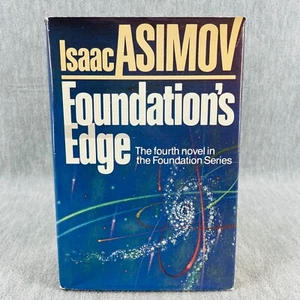 Isaac ASIMOV
Foundation's
Edge
The fourth novel in
the Foundation Series